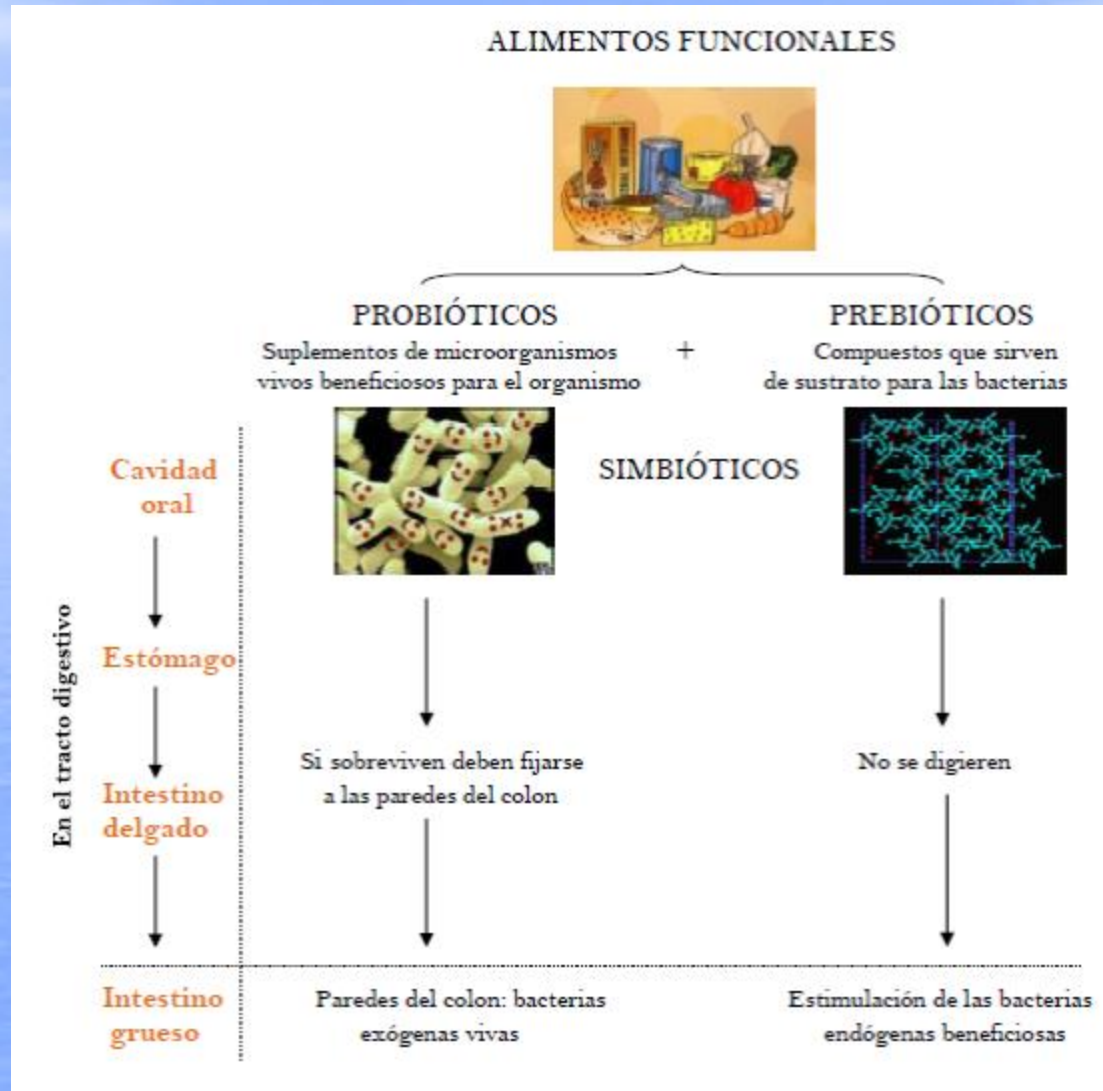 ALIMENTOS FUNCIONALES
PROBIÓTICOS
Suplementos de microorganismos
vivos beneficiosos para el organismo
+
PREBIÓTICOS
Compuestos que sirven
de sustrato para las bacterias
SIMBIÓTICOS
En el tracto digestivo
Cavidad
oral
Estómago
Intestino
delgado
Si sobreviven deben fijarse
a las paredes del colon
No se digieren
Intestino
grueso
Paredes del colon: bacterias
exógenas vivas
Estimulación de las bacterias
endógenas beneficiosas